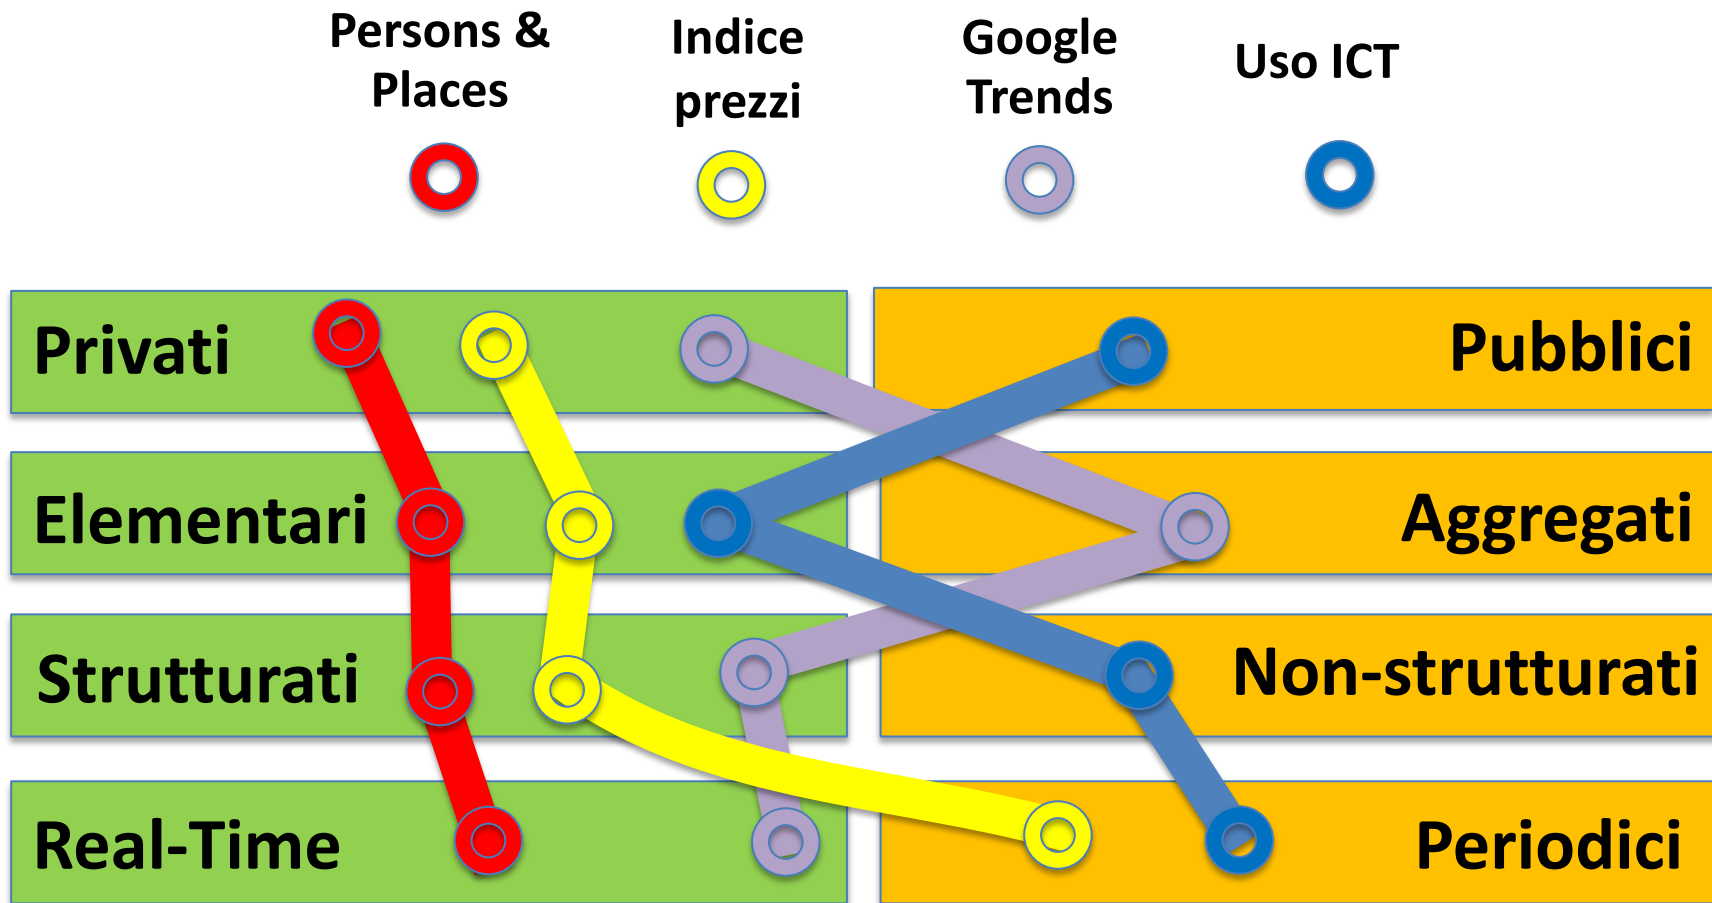 Persons &
Places
Indice
prezzi
Google
Trends
Uso ICT
Privati
Pubblici
Elementari
Aggregati
Strutturati
Non-strutturati
Real-Time
Periodici